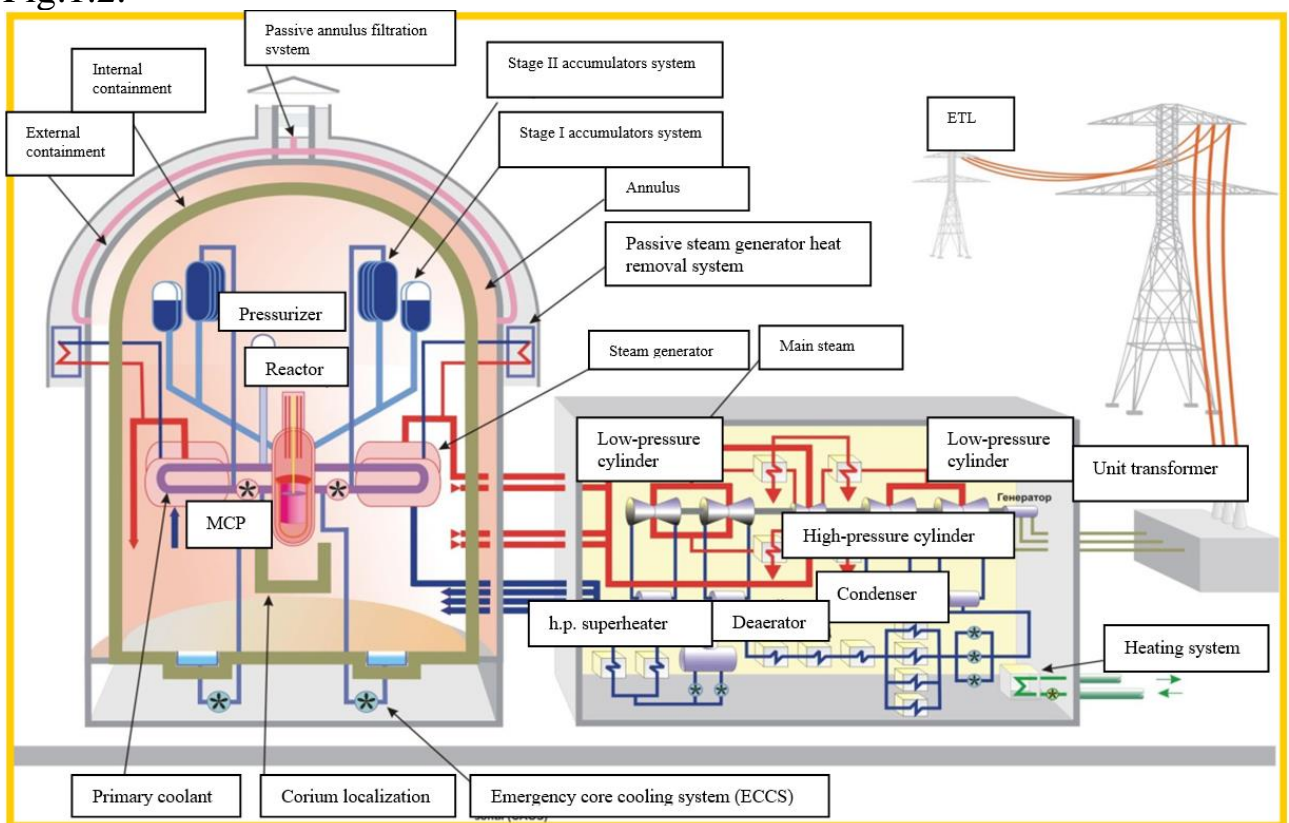 Fig.1.2.
Passive annulus filtration
system
Internal
containment
External
containment
Stage II accumulators system
Stage I accumulators system
Annulus
Passive steam generator heat
removal system
ETL
Pressurizer
Reactor
Steam generator
Main steam
Low-pressure
cylinder
Low-pressure
cylinder
Unit transformer
Генератор
MCP
High-pressure cylinder
Condenser
h.p. superheater
Deaerator
Heating system
Primary coolant
Corium localization
Emergency core cooling system (ECCS)